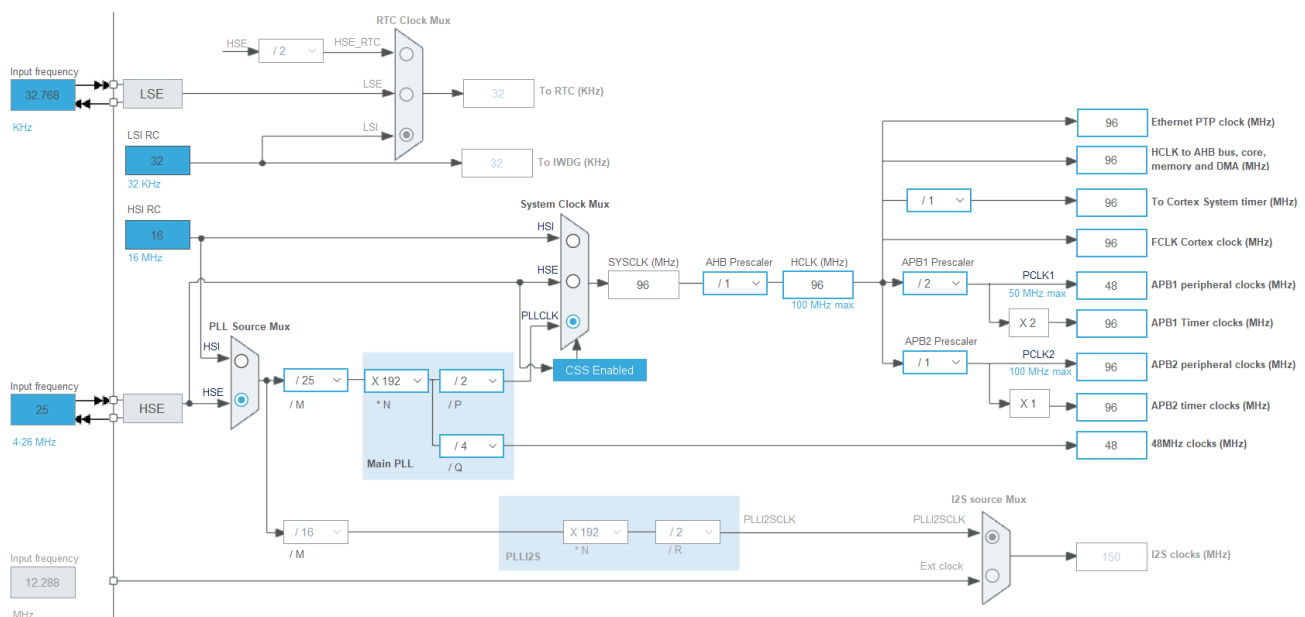 RTC Clock Mux
HSE
/ 2
HSE_RTC
Input frequency
32.768
KHz
LSE
LSE
32
To RTC (KHz)
LSI RC
LSI
32
32 KHz
32
To IWDG (KHz)
HSI RC
16
16 MHz
System Clock Mux
HSI
HSE
PLLCLK
SYSCLK (MHz)
96
AHB Prescaler
/ 1
HCLK (MHz)
96
100 MHz max
96
Ethernet PTP clock (MHz)
96
HCLK to AHB bus, core,
memory and DMA (MHz)
/ 1
96
To Cortex System timer (MHz)
96
FCLK Cortex clock (MHz)
APB1 Prescaler
/ 2
PCLK1
50 MHz max
48
APB1 peripheral clocks (MHz)
X 2
96
APB1 Timer clocks (MHz)
APB2 Prescaler
/ 1
PCLK2
100 MHz max
96
APB2 peripheral clocks (MHz)
X 1
96
APB2 timer clocks (MHz)
PLL Source Mux
HSI
HSE
CSS Enabled
Input frequency
25
4-26 MHz
HSE
/ 25
/ M
X 192
* N
/ 2
/ P
/ 4
/ Q
Main PLL
48
48MHz clocks (MHz)
/ 16
/ M
PLLI2S
X 192
* N
/ 2
/ R
PLLI2SCLK
I2S source Mux
PLLI2SCLK
Ext.clock
150
I2S clocks (MHz)
Input frequency
12.288
MHz